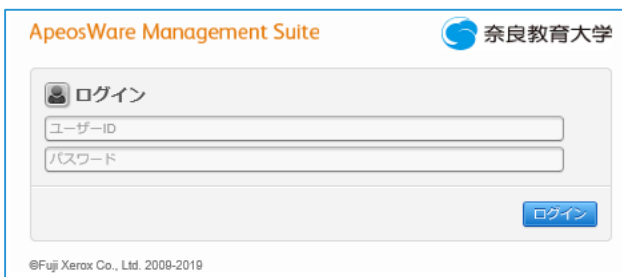 ApeosWare Management Suite
奈良教育大学
ログイン
ユーザーID
パスワード
ログイン
©Fuji Xerox Co., Ltd. 2009-2019